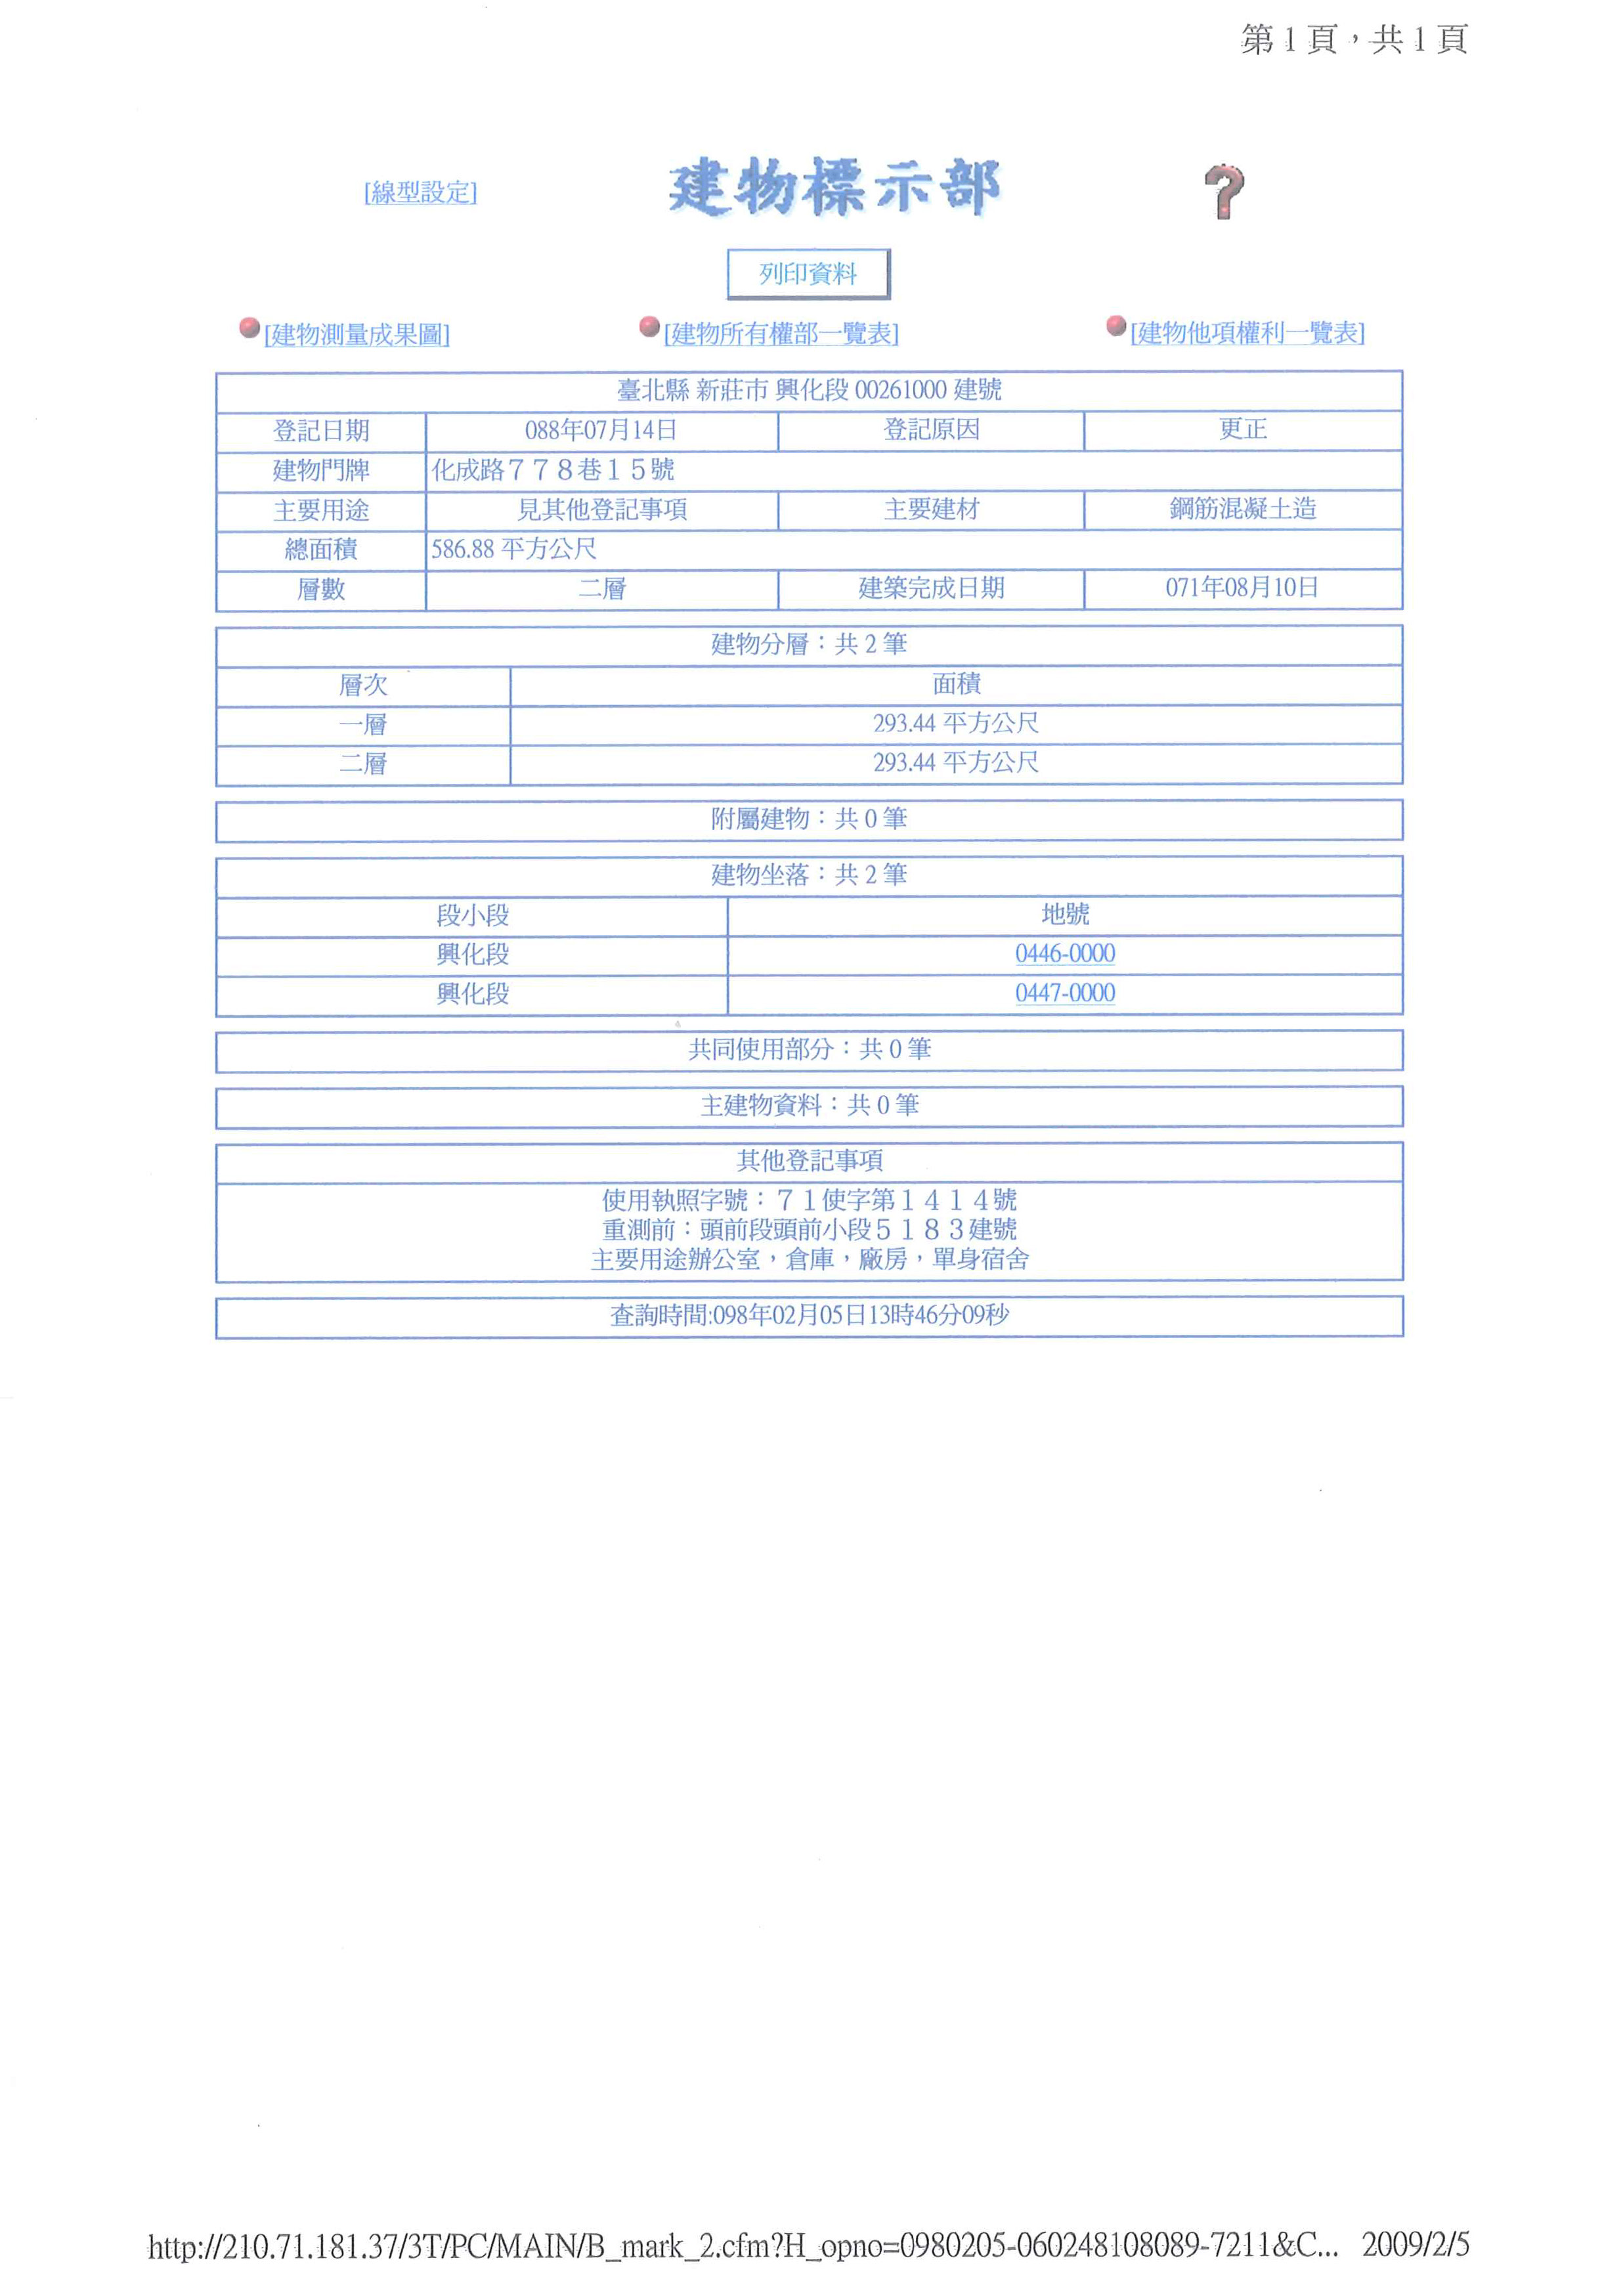 第1頁，共1頁
[線型設定]
建物標示部
?
列印資料
[建物測量成果圖] [建物所有權部一覽表] [建物他項權利一覽表]
臺北縣 新莊市 興化段 00261000 建號
登記日期 088年07月14日 登記原因 更正
建物門牌 化成路７７８巷１５號
主要用途 見其他登記事項 主要建材 鋼筋混凝土造
總面積 586.88 平方公尺
層數 二層 建築完成日期 071年08月10日
建物分層：共 2 筆
層次 面積
一層 293.44 平方公尺
二層 293.44 平方公尺
附屬建物：共 0 筆
建物坐落：共 2 筆
段小段 地號
興化段 0446-0000
興化段 0447-0000
共同使用部分：共 0 筆
主建物資料：共 0 筆
其他登記事項
使用執照字號：７１使字第１４１４號
重測前：頭前段頭前小段５１８３建號
主要用途辦公室，倉庫，廠房，單身宿舍
查詢時間:098年02月05日13時46分09秒
http://210.71.181.37/3T/PC/MAIN/B_mark_2.cfm?H_opno=0980205-060248108089-7211&C... 2009/2/5